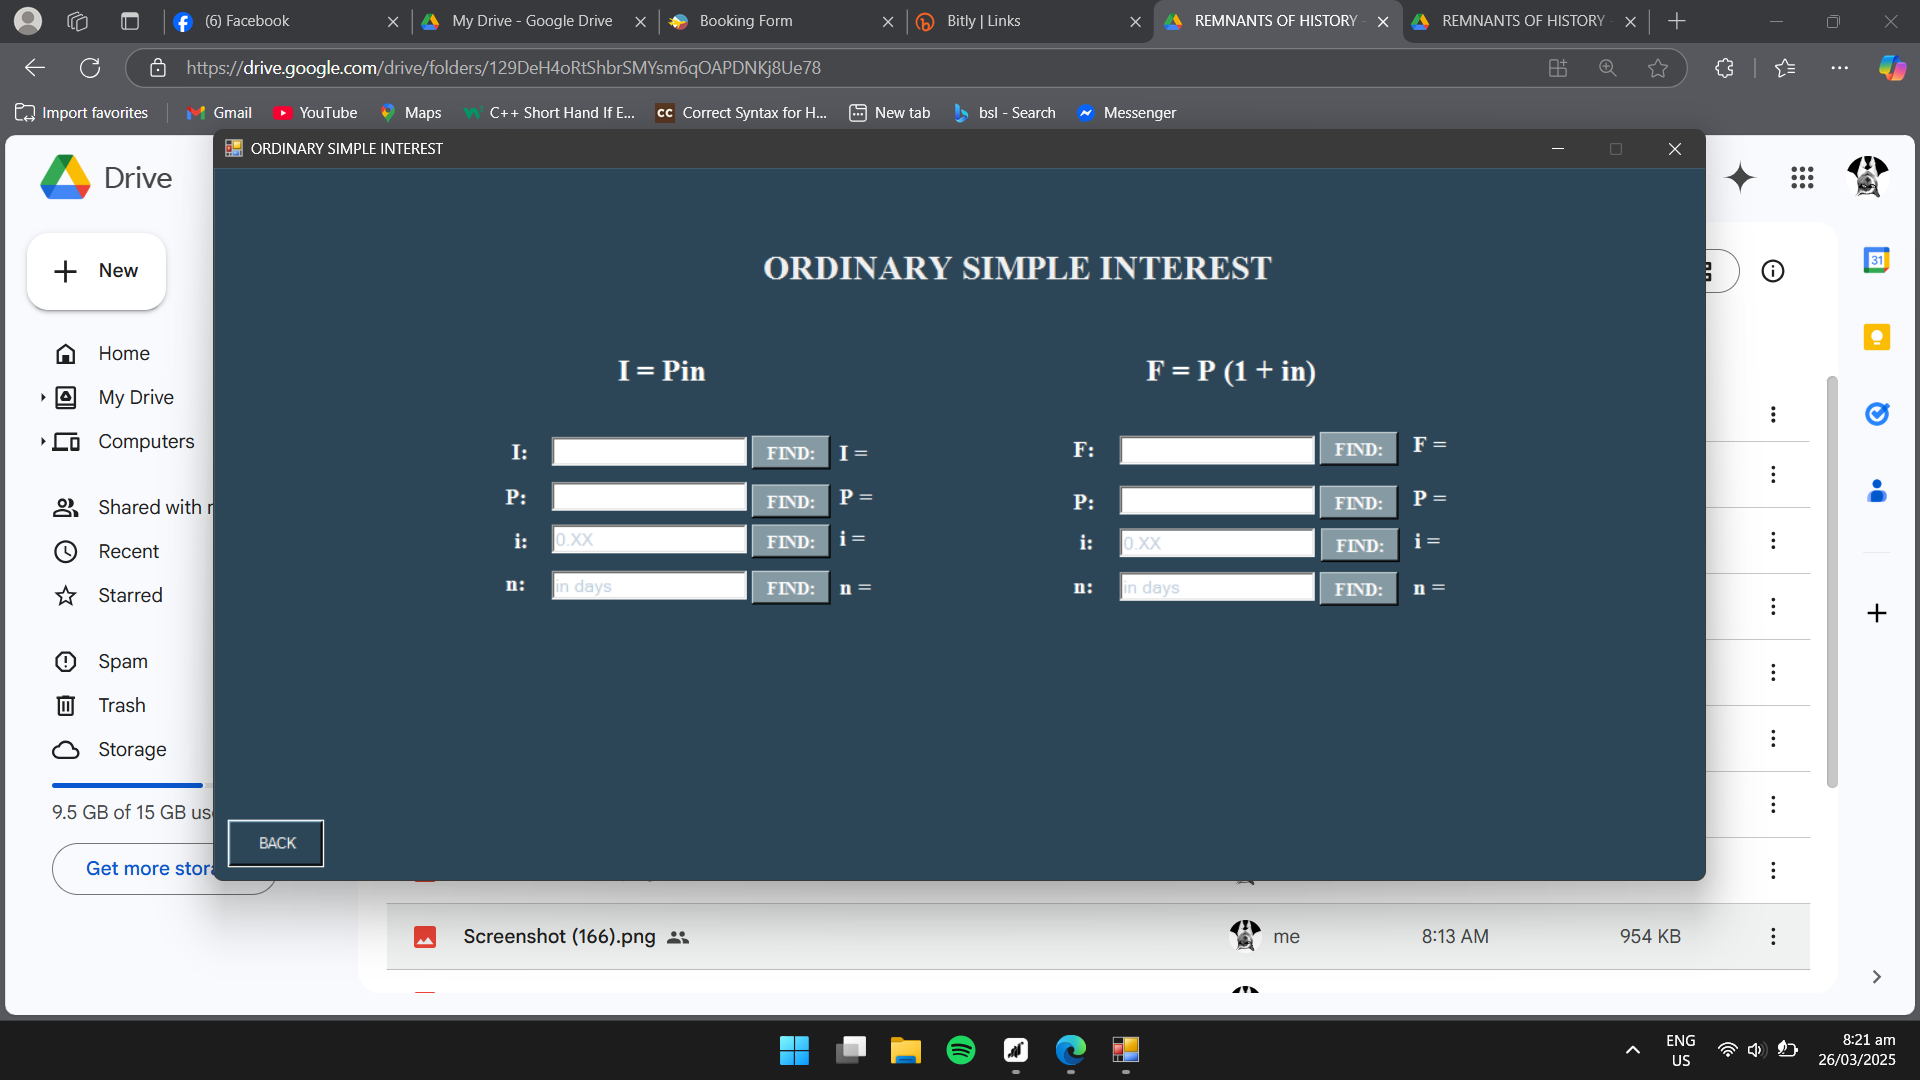 (6) Facebook
My Drive - Google Drive
Booking Form
Bitly | Links
REMNANTS OF HISTORY
REMNANTS OF HISTORY
https://drive.google.com/drive/folders/129DeH4oRtShbrSMYsm6qOAPDNKj8Ue78
Import favorites
Gmail
YouTube
Maps
C++ Short Hand If E...
CC
Correct Syntax for H...
New tab
bsl - Search
Messenger
ORDINARY SIMPLE INTEREST
Drive
New
Home
My Drive
Computers
Shared with
Recent
Starred
Spam
Trash
Storage
9.5 GB of 15 GB
Get more
31
ORDINARY SIMPLE INTEREST
I = Pin
I: FIND: I =
P: FIND: P =
i: 0.XX FIND: i =
n: in days FIND: n =
F = P (1 + in)
F: FIND: F =
P: FIND: P =
i: 0.XX FIND: i =
n: in days FIND: n =
BACK
Screenshot (166).png me 8:13 AM 954 KB
ENG
US
8:21 am
26/03/2025